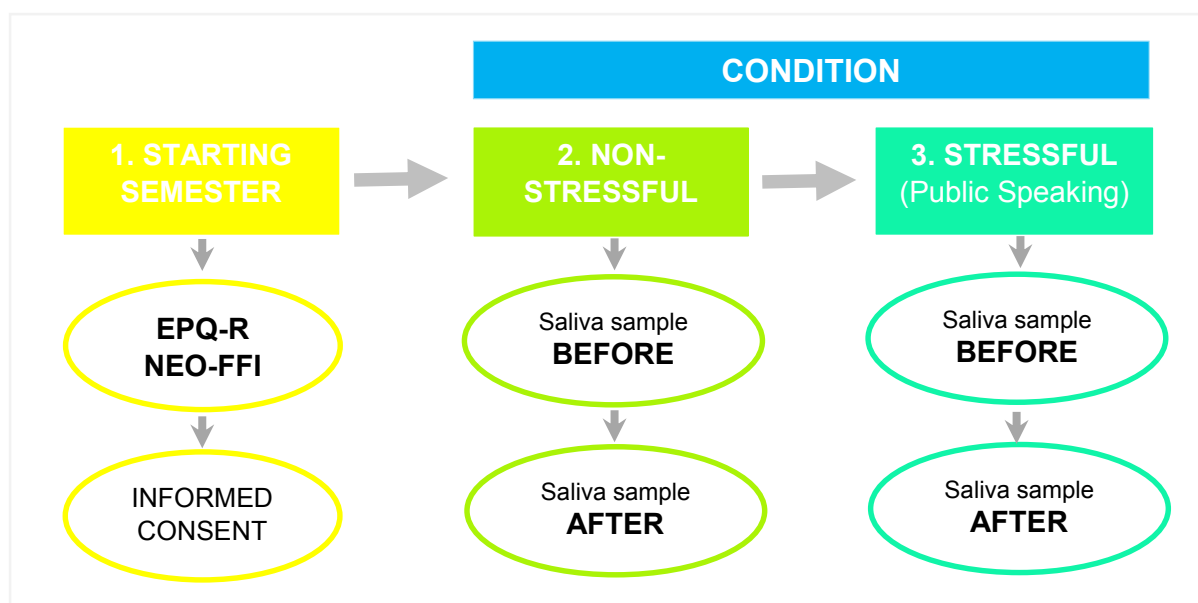 CONDITION
1. STARTING
SEMESTER
2. NON-
STRESSFUL
3. STRESSFUL
(Public Speaking)
EPQ-R
NEO-FFI
Saliva sample
BEFORE
Saliva sample
BEFORE
INFORMED
CONSENT
Saliva sample
AFTER
Saliva sample
AFTER